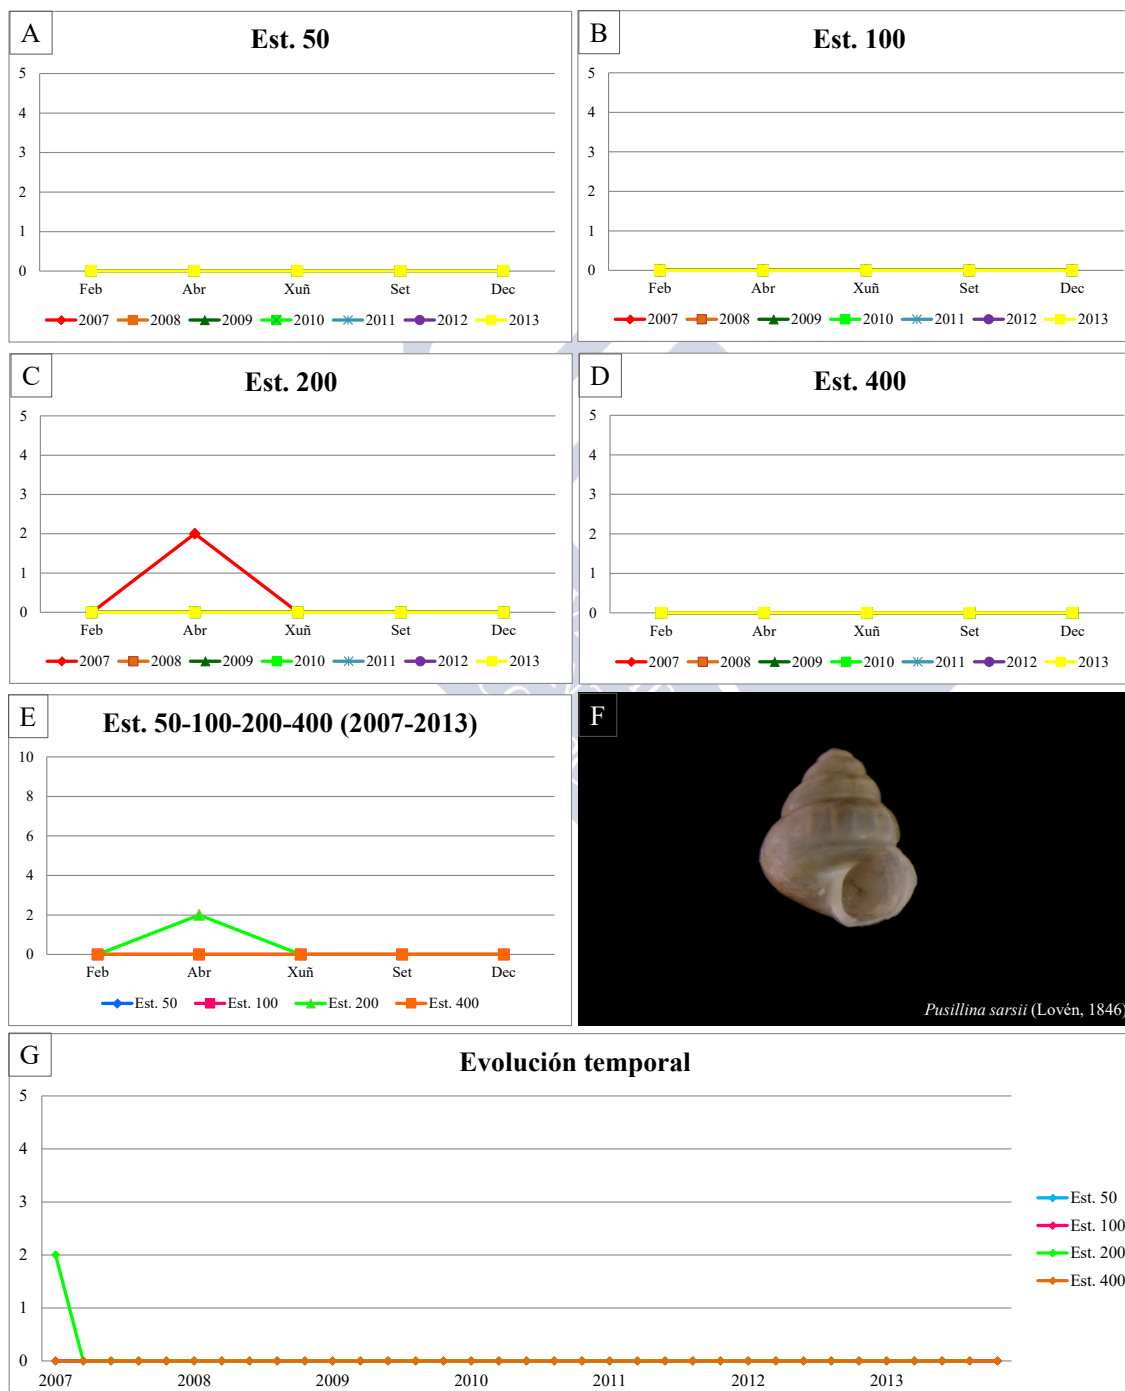 A
Est. 50
5
4
3
2
1
0
Feb Abr Xuñ Set Dec
2007 2008 2009 2010 2011 2012 2013
B
Est. 100
5
4
3
2
1
0
Feb Abr Xuñ Set Dec
2007 2008 2009 2010 2011 2012 2013
C
Est. 200
5
4
3
2
1
0
Feb Abr Xuñ Set Dec
2007 2008 2009 2010 2011 2012 2013
D
Est. 400
5
4
3
2
1
0
Feb Abr Xuñ Set Dec
2007 2008 2009 2010 2011 2012 2013
E
Est. 50-100-200-400 (2007-2013)
10
8
6
4
2
0
Feb Abr Xuñ Set Dec
Est. 50 Est. 100 Est. 200 Est. 400
F
Pusillina sarsii (Lovén, 1846)
G
Evolución temporal
5
4
3
2
1
0
2007 2008 2009 2010 2011 2012 2013
Est. 50
Est. 100
Est. 200
Est. 400